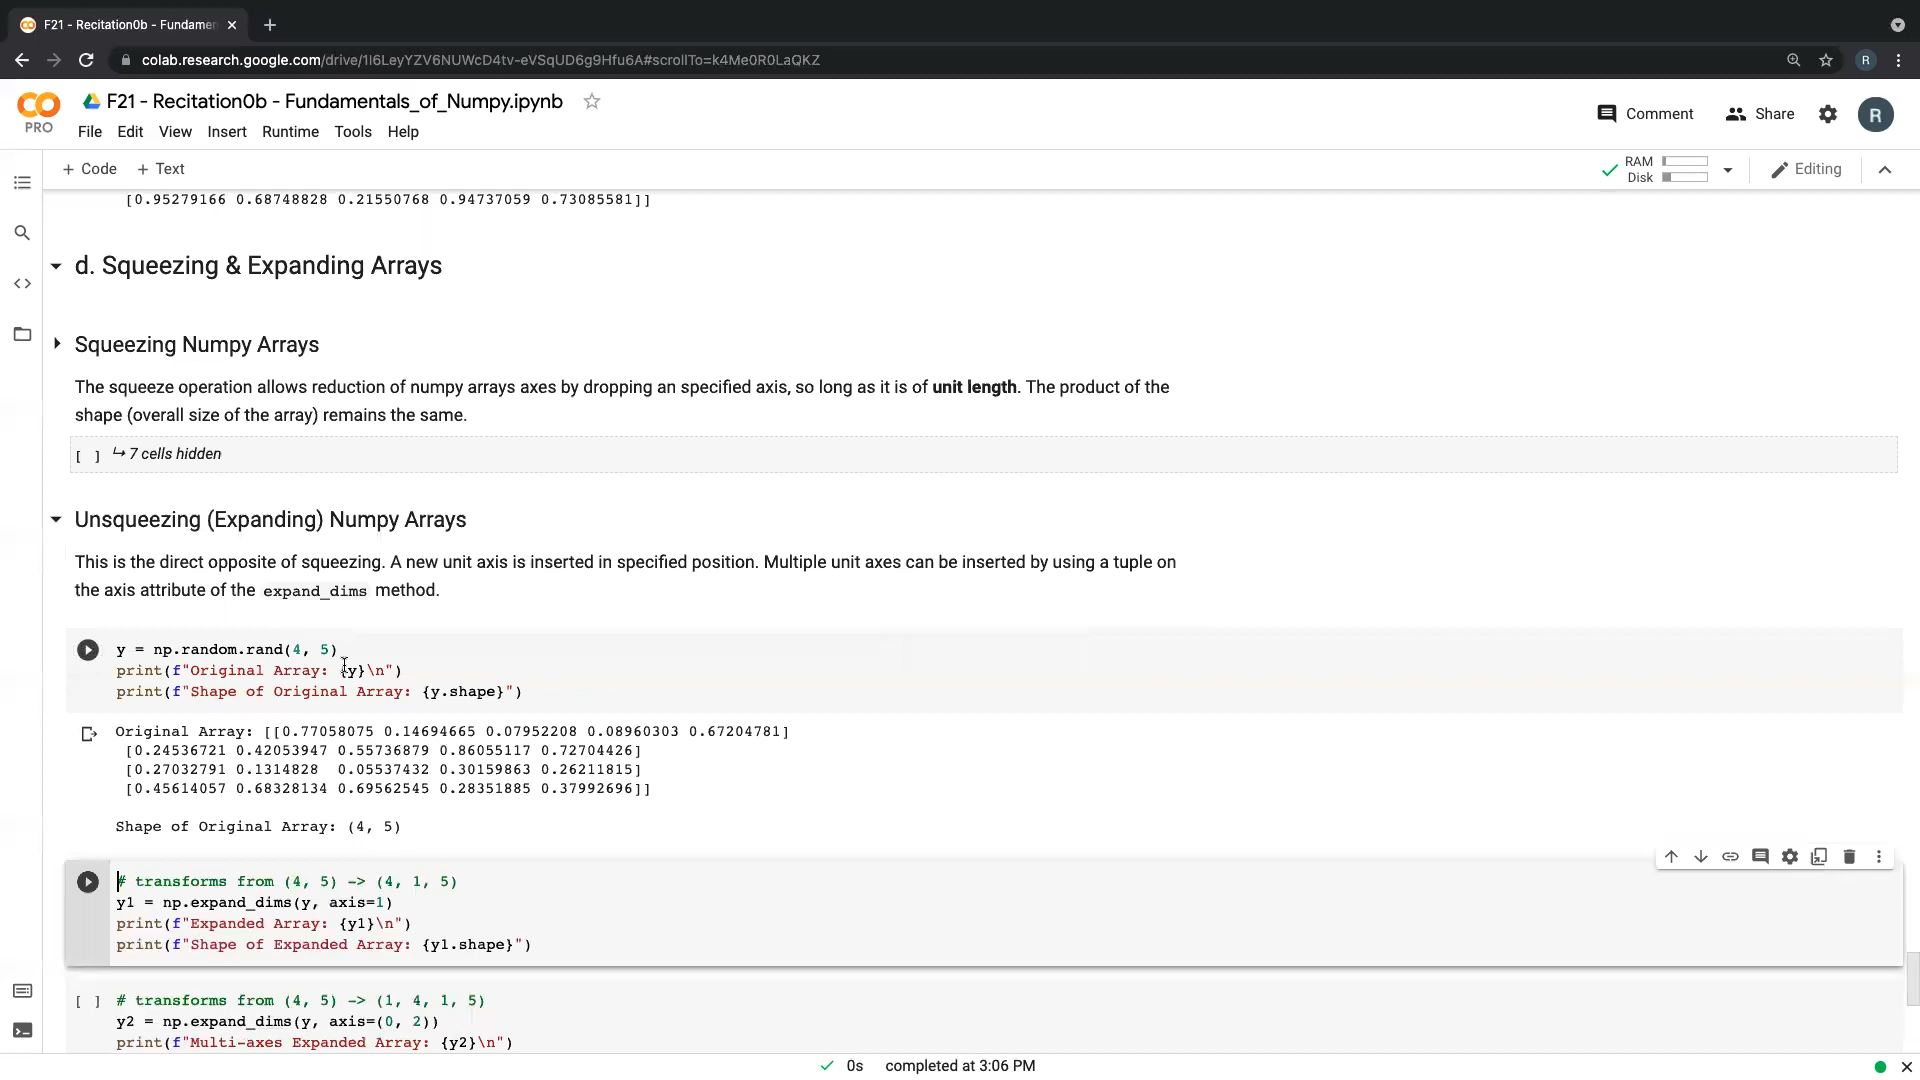 F21 - Recitation0b - Fundamen
colab.research.google.com/drive/1I6LeyYZV6NUWcD4tv-eVSqUD6g9Hfu6A#scrollTo=k4Me0R0LaQKZ
R
PRO
F21 - Recitation0b - Fundamentals_of_Numpy.ipynb
Comment
Share
R
File Edit View Insert Runtime Tools Help
+ Code + Text
RAM
Disk
Editing
[0.95279166 0.68748828 0.21550768 0.94737059 0.73085581]]
d. Squeezing & Expanding Arrays
Squeezing Numpy Arrays
The squeeze operation allows reduction of numpy arrays axes by dropping an specified axis, so long as it is of unit length. The product of the
shape (overall size of the array) remains the same.
[ ] ↳ 7 cells hidden
Unsqueezing (Expanding) Numpy Arrays
This is the direct opposite of squeezing. A new unit axis is inserted in specified position. Multiple unit axes can be inserted by using a tuple on
the axis attribute of the expand_dims method.
y = np.random.rand(4, 5)
print(f"Original Array: {y}\n")
print(f"Shape of Original Array: {y.shape}")
Original Array: [[0.77058075 0.14694665 0.07952208 0.08960303 0.67204781]
[0.24536721 0.42053947 0.55736879 0.86055117 0.72704426]
[0.27032791 0.1314828  0.05537432 0.30159863 0.26211815]
[0.45614057 0.68328134 0.69562545 0.28351885 0.37992696]]
Shape of Original Array: (4, 5)
# transforms from (4, 5) -> (4, 1, 5)
y1 = np.expand_dims(y, axis=1)
print(f"Expanded Array: {y1}\n")
print(f"Shape of Expanded Array: {y1.shape}")
[ ] # transforms from (4, 5) -> (1, 4, 1, 5)
y2 = np.expand_dims(y, axis=(0, 2))
print(f"Multi-axes Expanded Array: {y2}\n")
0s completed at 3:06 PM